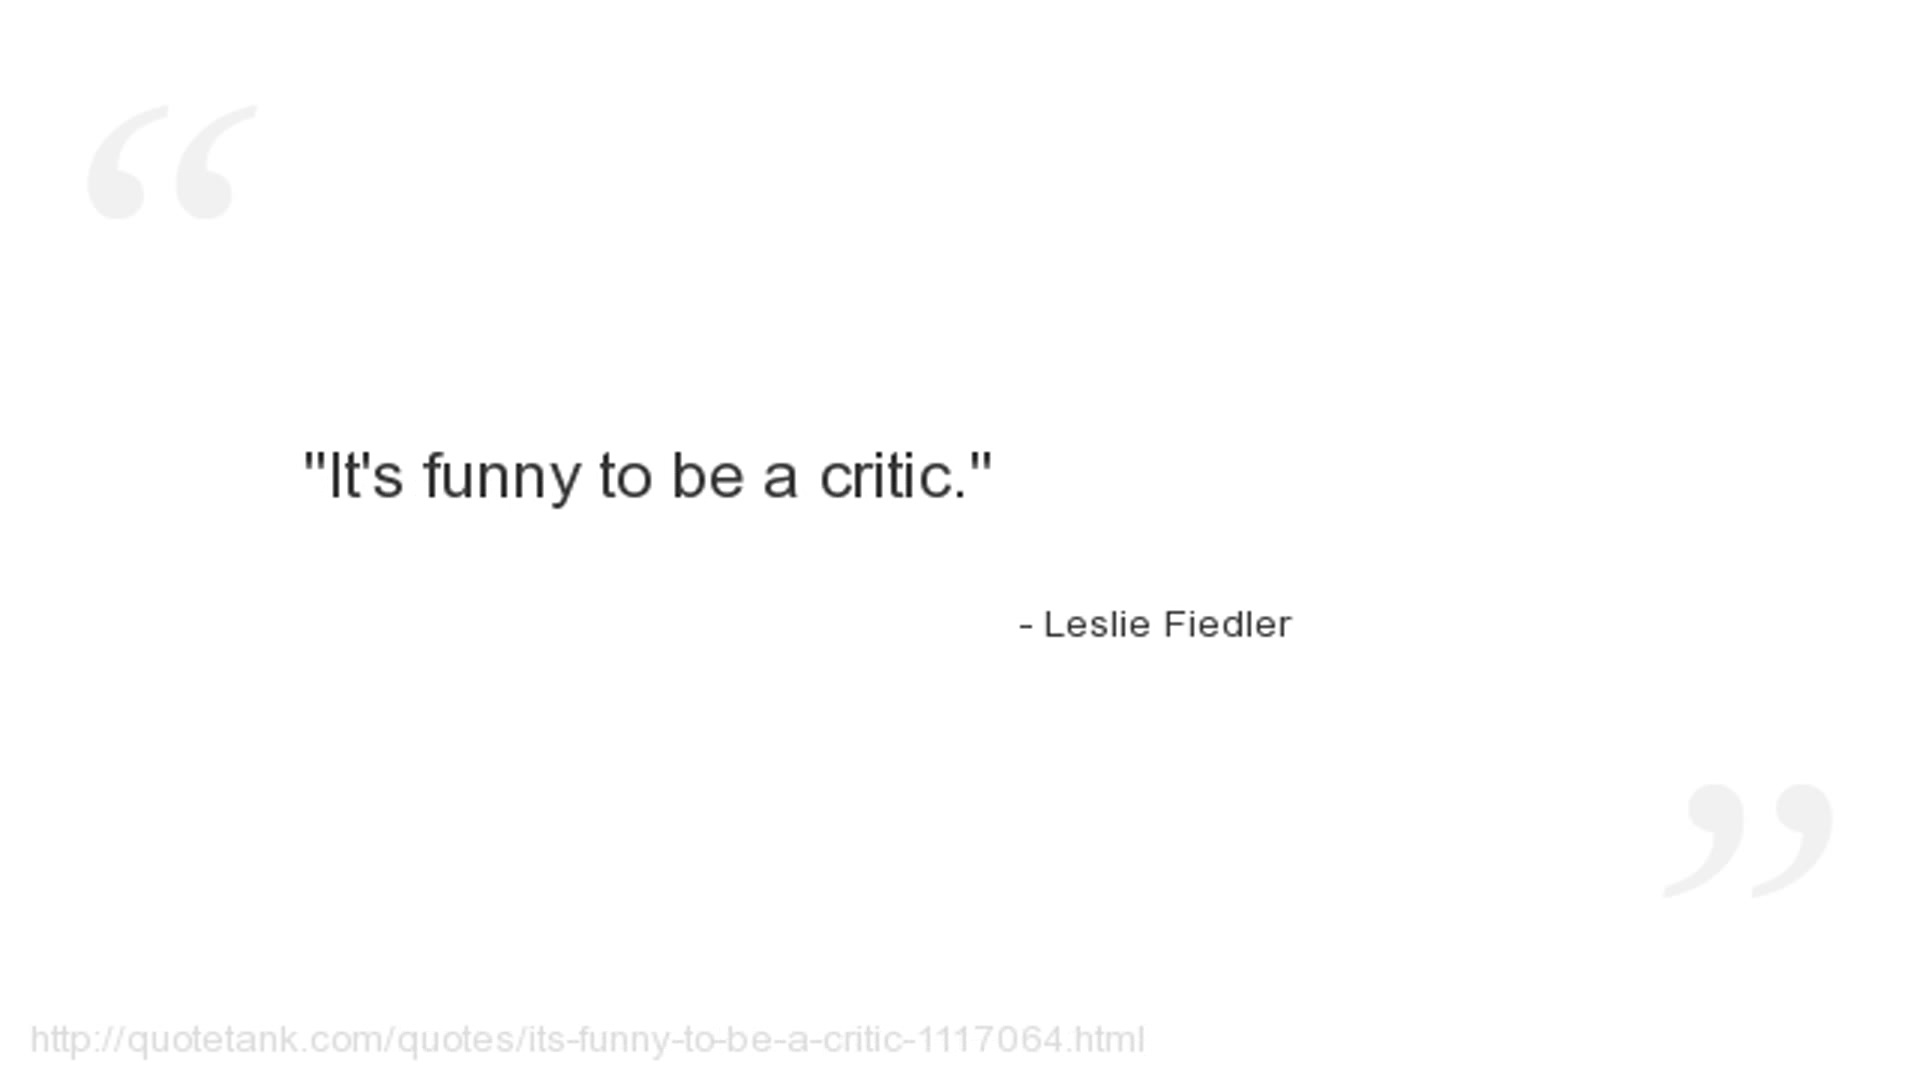 "It's funny to be a critic."
- Leslie Fiedler
http://quotetank.com/quotes/its-funny-to-be-a-critic-1117064.html